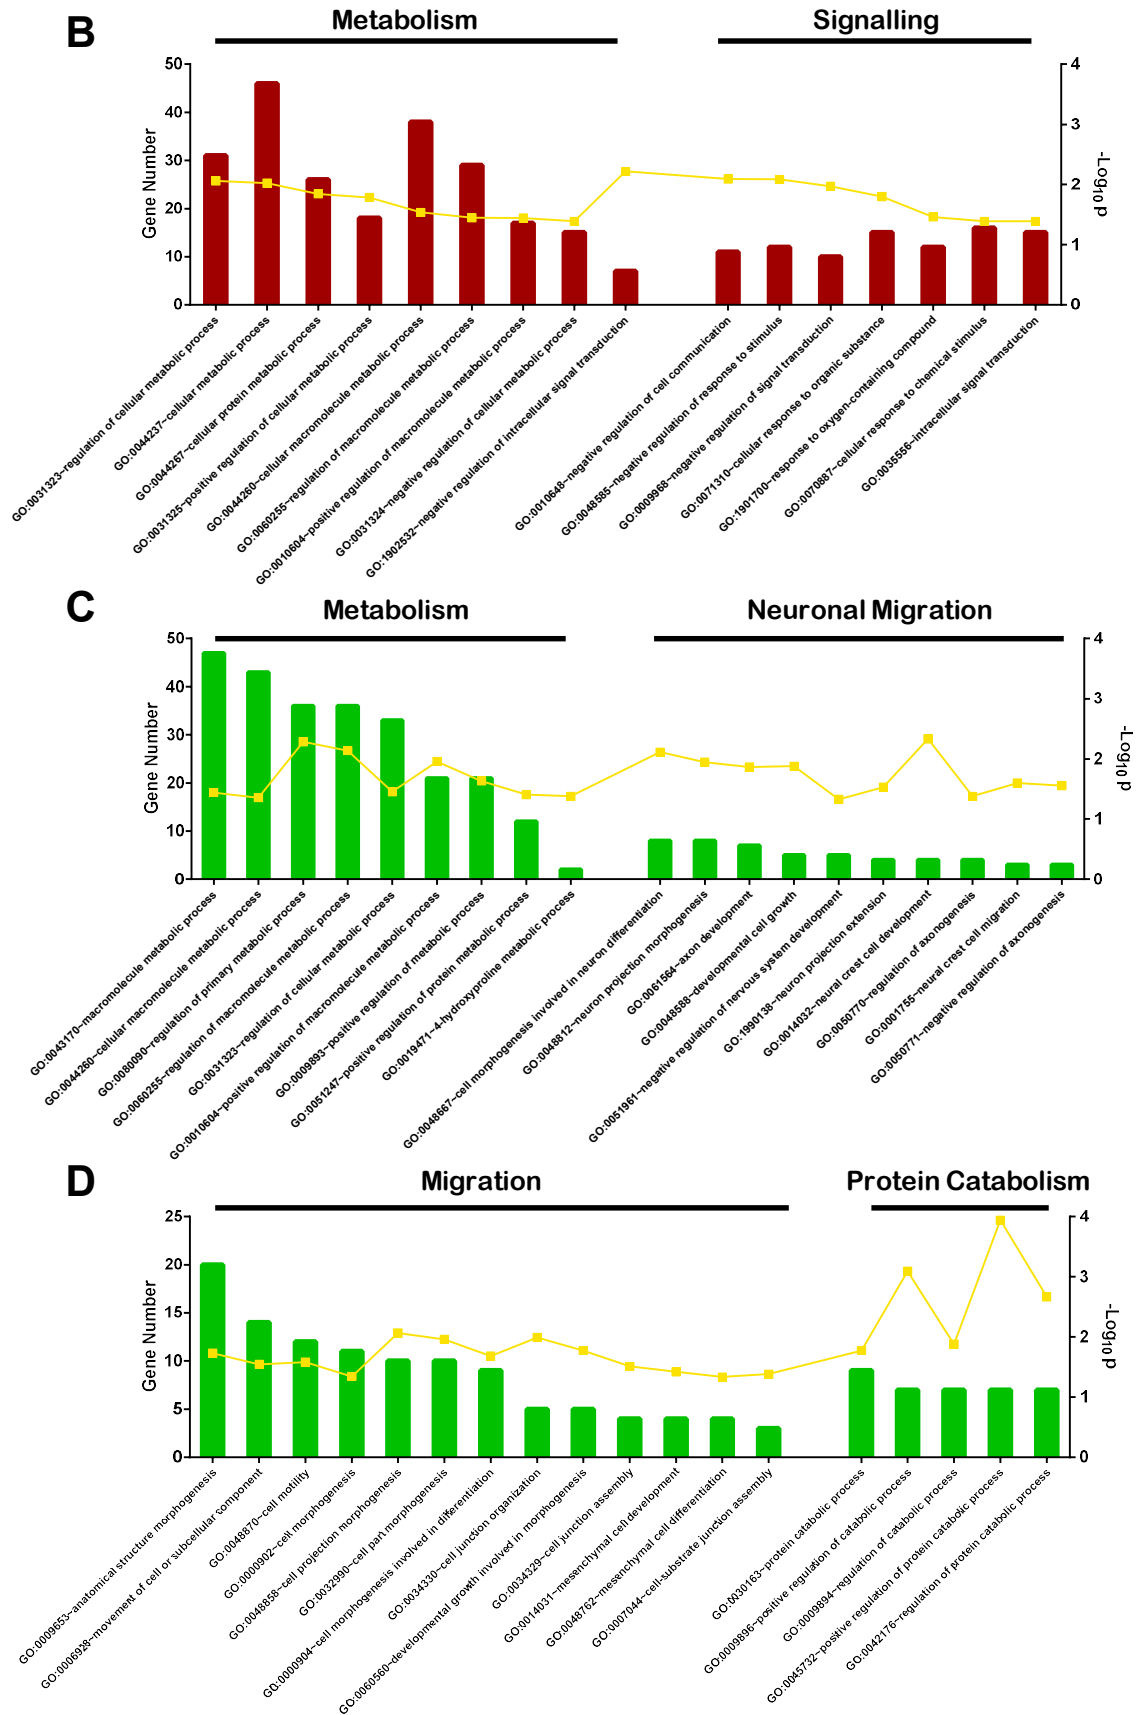 B
Metabolism
Signalling
50
40
30
20
10
0
Gene Number
4
3
2
1
0
-Log10 P
GO:0031323~regulation of cellular metabolic process
GO:0044237~cellular metabolic process
GO:0044267~cellular protein metabolic process
GO:0031325~positive regulation of cellular metabolic process
GO:0044260~cellular macromolecule metabolic process
GO:0060255~regulation of macromolecule metabolic process
GO:0010604~positive regulation of macromolecule metabolic process
GO:0031324~negative regulation of cellular metabolic process
GO:1902532~negative regulation of intracellular signal transduction
GO:0010648~negative regulation of cell communication
GO:0048585~negative regulation of response to stimulus
GO:0009968~negative regulation of signal transduction
GO:0071310~cellular response to organic substance
GO:1901700~response to oxygen-containing compound
GO:0070887~cellular response to chemical stimulus
GO:0035556~intracellular signal transduction
C
Metabolism
Neuronal Migration
50
40
30
20
10
0
Gene Number
4
3
2
1
0
-Log10 P
GO:0043170~macromolecule metabolic process
GO:0044260~cellular macromolecule metabolic process
GO:0080090~regulation of primary metabolic process
GO:0060255~regulation of macromolecule metabolic process
GO:0031323~regulation of cellular metabolic process
GO:0010604~positive regulation of macromolecule metabolic process
GO:0009893~positive regulation of metabolic process
GO:0051247~positive regulation of protein metabolic process
GO:0019471~4-hydroxyproline metabolic process
GO:0048667~cell morphogenesis involved in neuron differentiation
GO:0048812~neuron projection morphogenesis
GO:0061564~axon development
GO:0048588~developmental cell growth
GO:0051961~negative regulation of nervous system development
GO:1990138~neuron projection extension
GO:0014032~neural crest cell development
GO:0050770~regulation of axonogenesis
GO:0001755~neural crest cell migration
GO:0050771~negative regulation of axonogenesis
D
Migration
Protein Catabolism
25
20
15
10
5
0
Gene Number
4
3
2
1
0
-Log10 P
GO:0009653~anatomical structure morphogenesis
GO:0006928~movement of cell or subcellular component
GO:0048870~cell motility
GO:0000902~cell morphogenesis
GO:0048858~cell projection morphogenesis
GO:0032990~cell part morphogenesis
GO:0000904~cell morphogenesis involved in differentiation
GO:0034330~cell junction organization
GO:0060560~developmental growth involved in morphogenesis
GO:0034329~cell junction assembly
GO:0014031~mesenchymal cell development
GO:0048762~mesenchymal cell differentiation
GO:0007044~cell-substrate junction assembly
GO:0030163~protein catabolic process
GO:0009896~positive regulation of catabolic process
GO:0009894~regulation of catabolic process
GO:0045732~positive regulation of protein catabolic process
GO:0042176~regulation of protein catabolic process